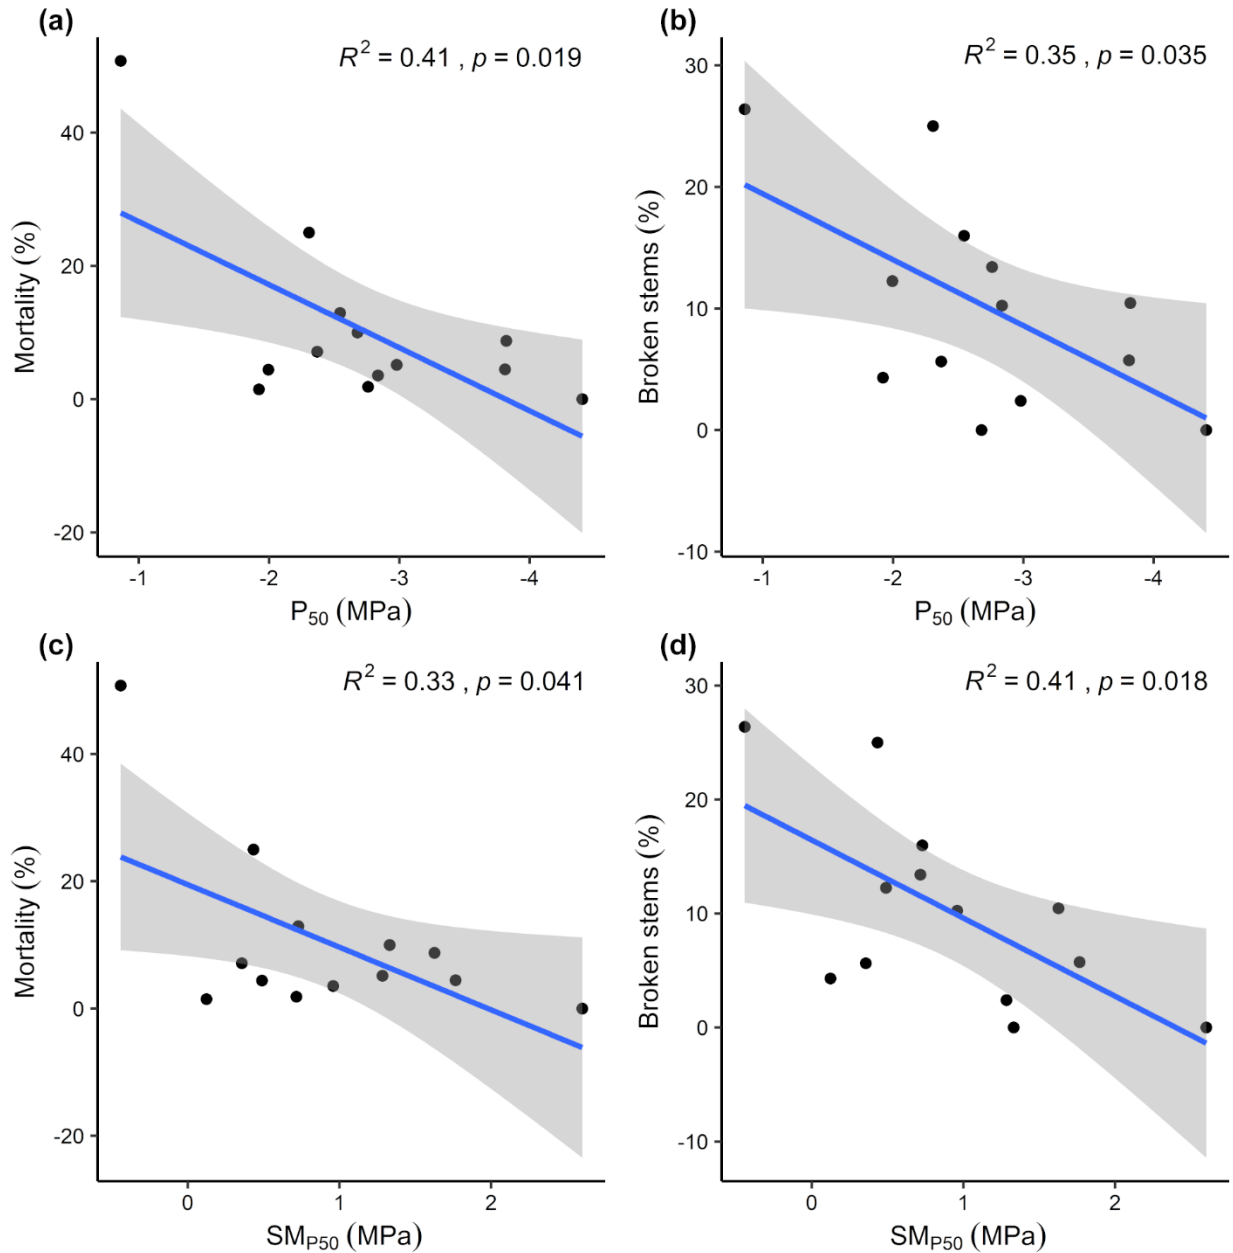 (a)
R² = 0.41 , p = 0.019
Mortality (%)
40
20
0
-20
-1 -2 -3 -4
P₅₀ (MPa)
(b)
R² = 0.35 , p = 0.035
Broken stems (%)
30
20
10
0
-10
-1 -2 -3 -4
P₅₀ (MPa)
(c)
R² = 0.33 , p = 0.041
Mortality (%)
40
20
0
-20
0 1 2
SM_P50 (MPa)
(d)
R² = 0.41 , p = 0.018
Broken stems (%)
30
20
10
0
-10
0 1 2
SM_P50 (MPa)